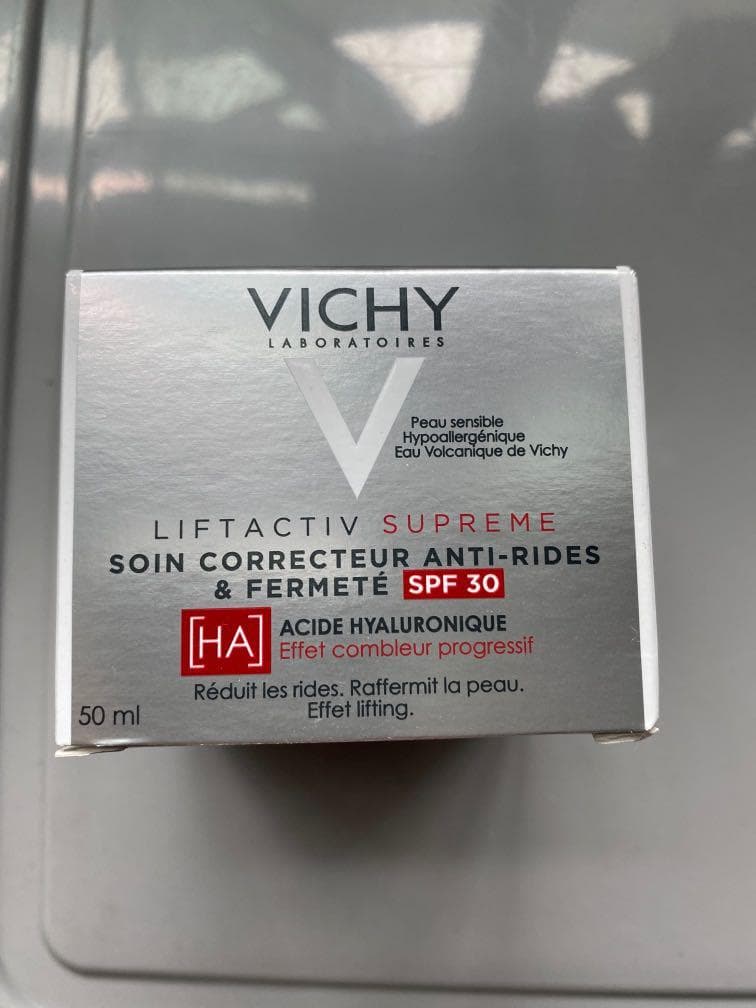 VICHY
LABORATOIRES
V
Peau sensible
Hypoallergénique
Eau Volcanique de Vichy
LIFTACTIV SUPREME
SOIN CORRECTEUR ANTI-RIDES
& FERMETÉ SPF 30
[HA] ACIDE HYALURONIQUE
Effet combleur progressif
Réduit les rides. Raffermit la peau.
Effet lifting.
50 ml